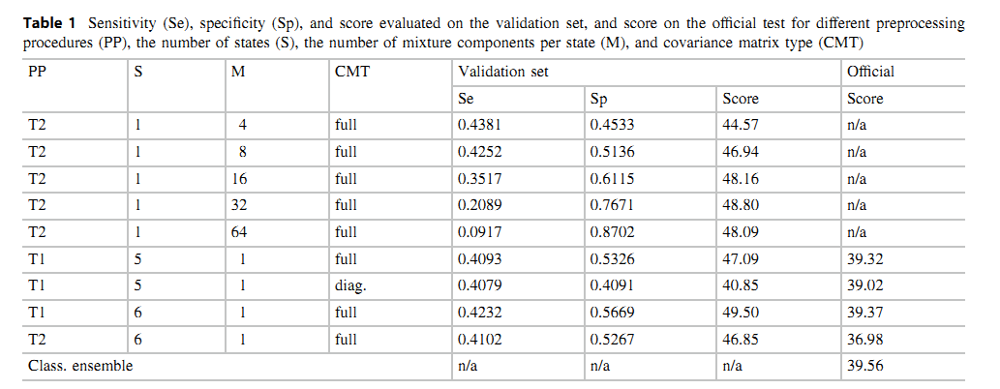 Table 1 Sensitivity (Se), specificity (Sp), and score evaluated on the validation set, and score on the official test for different preprocessing
procedures (PP), the number of states (S), the number of mixture components per state (M), and covariance matrix type (CMT)
PP S M CMT Validation set Official
Se Sp Score Score
T2 1 4 full 0.4381 0.4533 44.57 n/a
T2 1 8 full 0.4252 0.5136 46.94 n/a
T2 1 16 full 0.3517 0.6115 48.16 n/a
T2 1 32 full 0.2089 0.7671 48.80 n/a
T2 1 64 full 0.0917 0.8702 48.09 n/a
T1 5 1 full 0.4093 0.5326 47.09 39.32
T1 5 1 diag. 0.4079 0.4091 40.85 39.02
T1 6 1 full 0.4232 0.5669 49.50 39.37
T2 6 1 full 0.4102 0.5267 46.85 36.98
Class. ensemble n/a n/a n/a 39.56